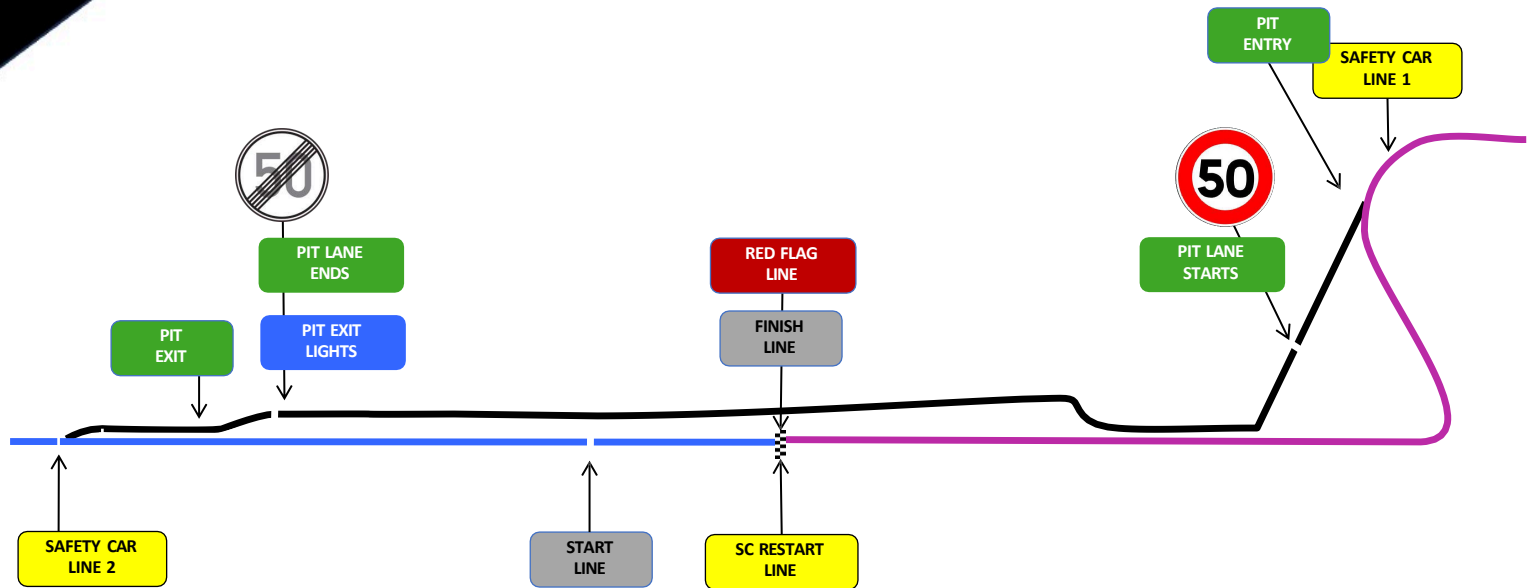 PIT
ENTRY
SAFETY CAR
LINE 1
50
50
PIT LANE
ENDS
RED FLAG
LINE
PIT LANE
STARTS
PIT
EXIT
PIT EXIT
LIGHTS
FINISH
LINE
SAFETY CAR
LINE 2
START
LINE
SC RESTART
LINE